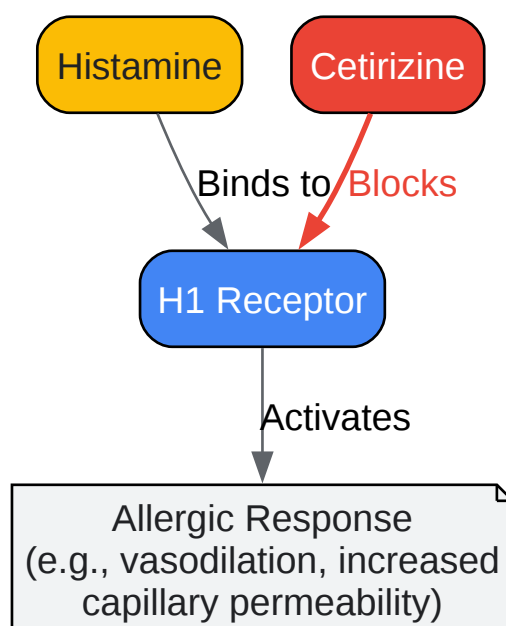 Histamine
Cetirizine
Binds to
Blocks
H1 Receptor
Activates
Allergic Response
(e.g., vasodilation, increased
capillary permeability)